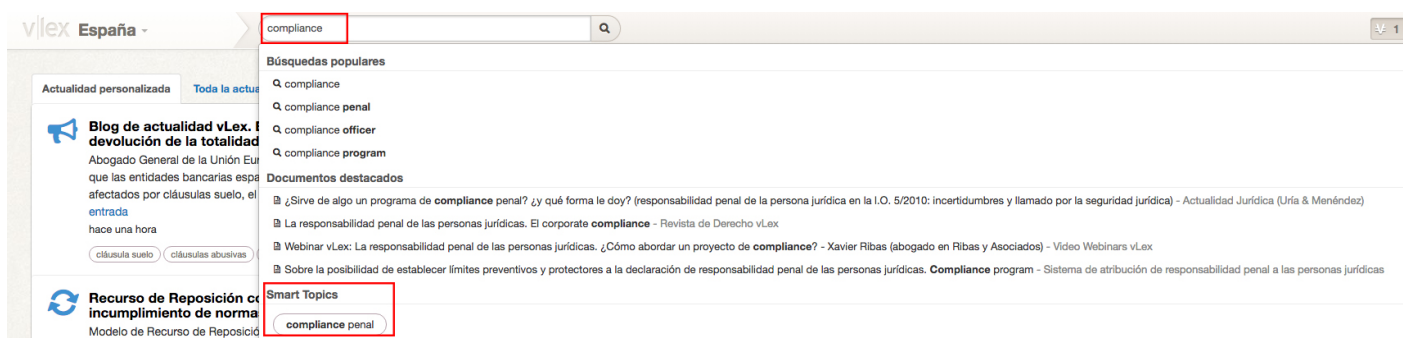 vlex España
compliance
1
Búsquedas populares
compliance
compliance penal
compliance officer
compliance program
Documentos destacados
¿Sirve de algo un programa de compliance penal? ¿y qué forma le doy? (responsabilidad penal de la persona jurídica en la l.O. 5/2010: incertidumbres y llamado por la seguridad jurídica) - Actualidad Jurídica (Uría & Menéndez)
La responsabilidad penal de las personas jurídicas. El corporate compliance - Revista de Derecho vLex
Webinar vLex: La responsabilidad penal de las personas jurídicas. ¿Cómo abordar un proyecto de compliance? - Xavier Ribas (abogado en Ribas y Asociados) - Video Webinars vLex
Sobre la posibilidad de establecer límites preventivos y protectores a la declaración de responsabilidad penal de las personas jurídicas. Compliance program - Sistema de atribución de responsabilidad penal a las personas jurídicas
Smart Topics
compliance penal
Actualidad personalizada
Toda la actua
Blog de actualidad vLex. E
devolución de la totalidad
Abogado General de la Unión Eur
que las entidades bancarias espa
afectados por cláusulas suelo, el
entrada
hace una hora
cláusula suelo
cláusulas abusivas
Recurso de Reposición co
incumplimiento de norma
Modelo de Recurso de Reposició